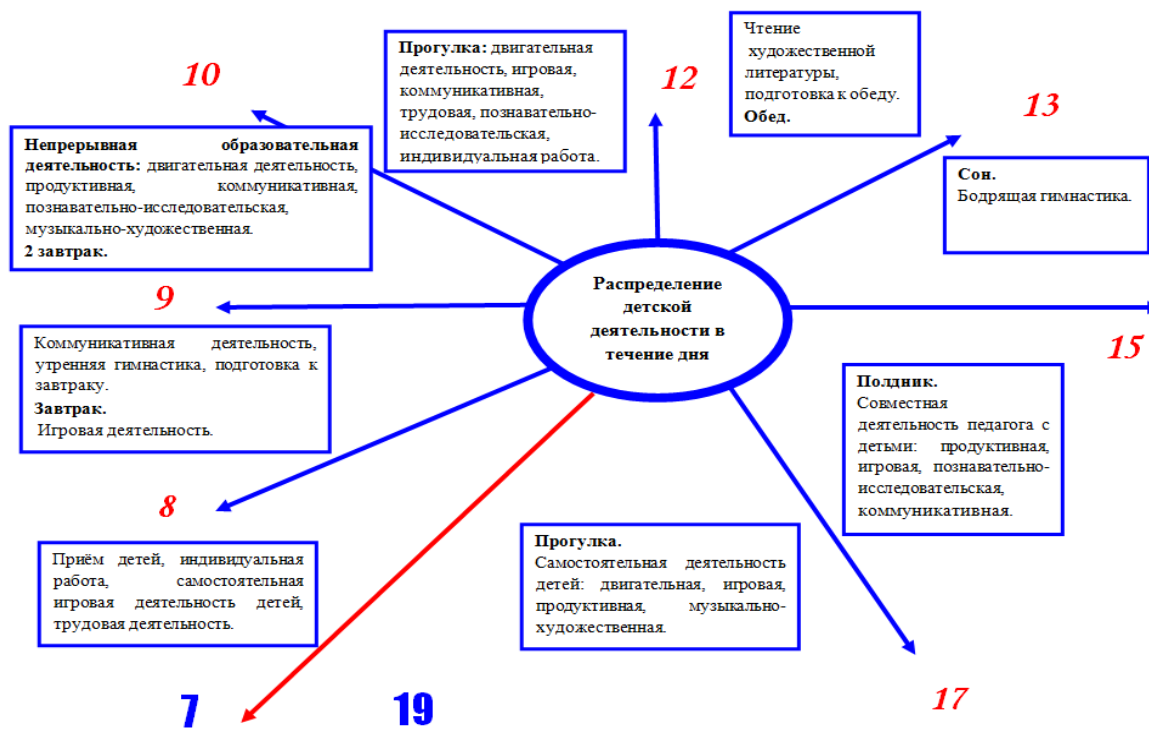 10
Прогулка: двигательная
деятельность, игровая,
коммуникативная,
трудовая, познавательно-
исследовательская,
индивидуальная работа.
12
Чтение
художественной
литературы,
подготовка к обеду.
Обед.
13
Непрерывная образовательная
деятельность: двигательная деятельность,
продуктивная, коммуникативная,
познавательно-исследовательская,
музыкально-художественная.
2 завтрак.
Сон.
Бодрящая гимнастика.
Распределение
детской
деятельности в
течение дня
9
15
Коммуникативная деятельность,
утренняя гимнастика, подготовка к
завтраку.
Завтрак.
Игровая деятельность.
Полдник.
Совместная
деятельность педагога с
детьми: продуктивная,
игровая, познавательно-
исследовательская,
коммуникативная.
8
Приём детей, индивидуальная
работа, самостоятельная
игровая деятельность детей,
трудовая деятельность.
Прогулка.
Самостоятельная деятельность
детей: двигательная, игровая,
продуктивная, музыкально-
художественная.
7
19
17